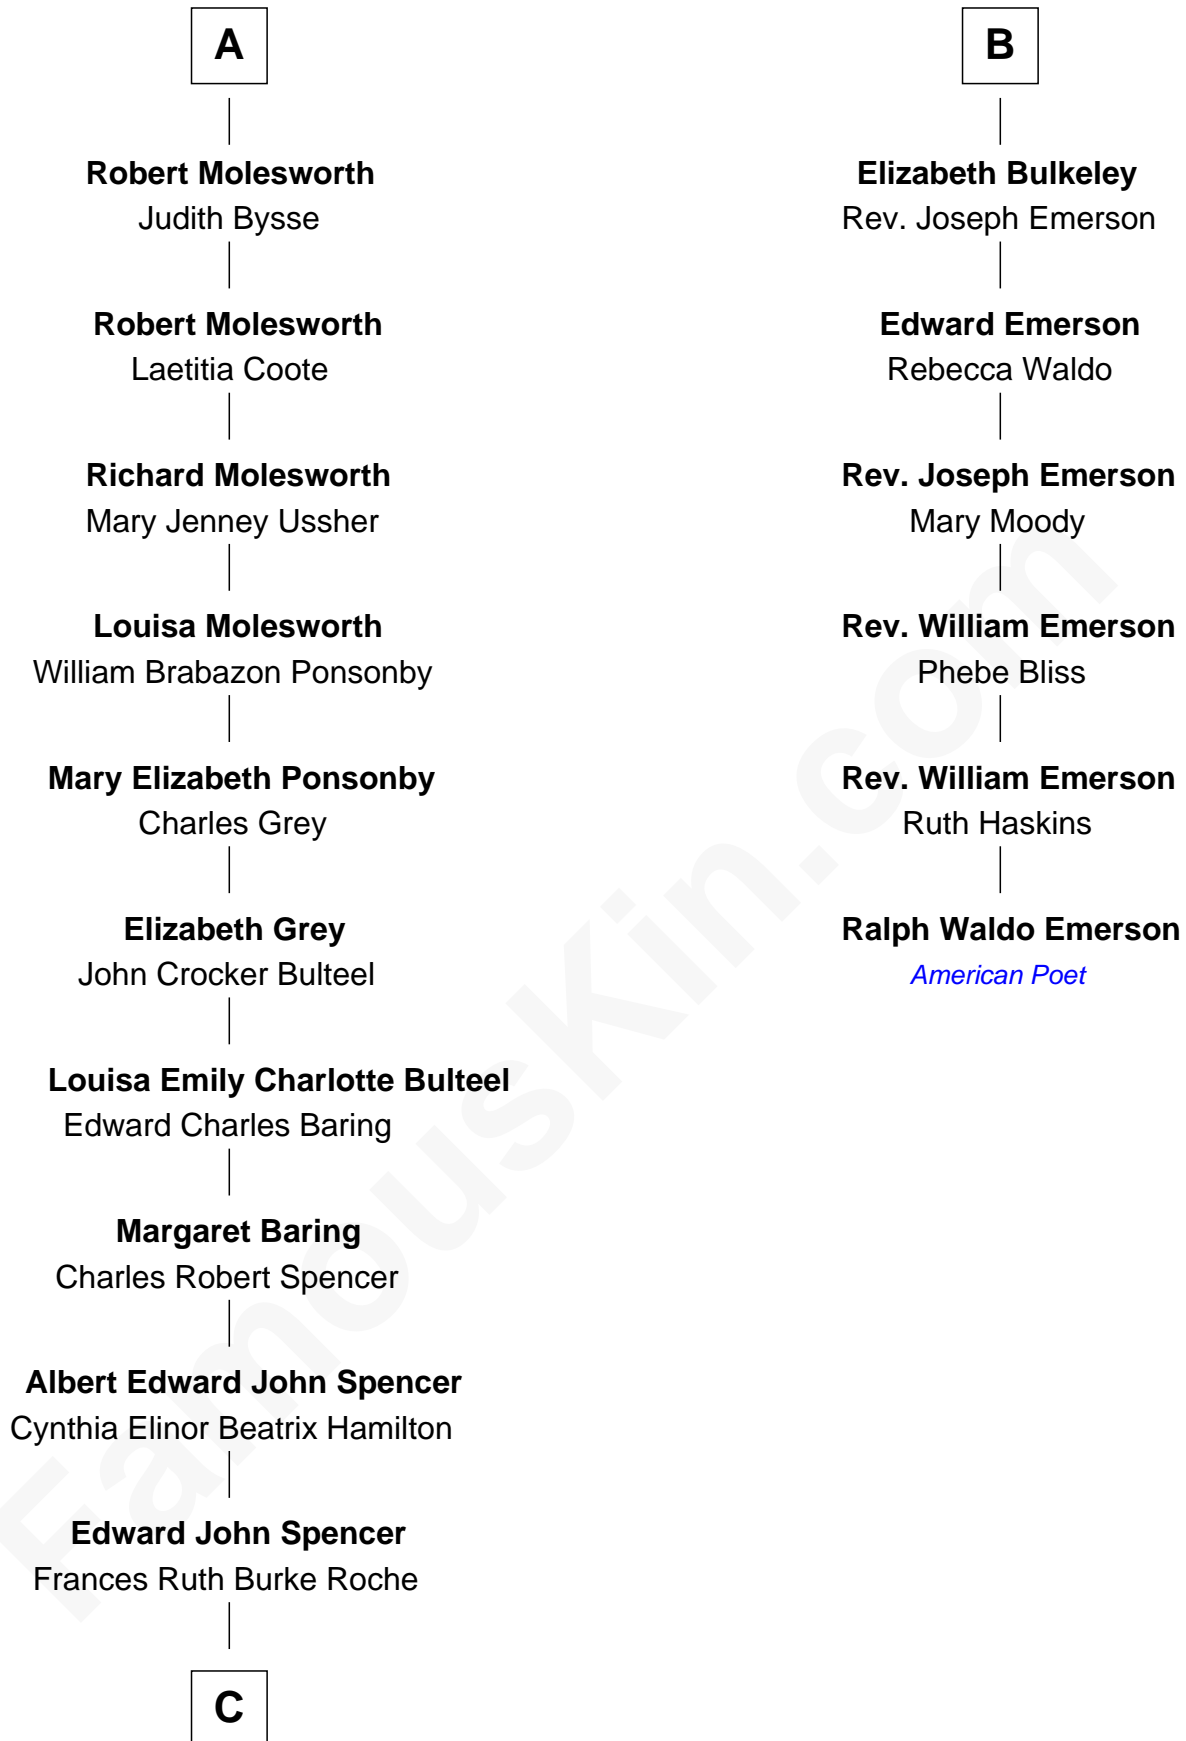 A
Robert Molesworth
Judith Bysse
Robert Molesworth
Laetitia Coote
Richard Molesworth
Mary Jenney Ussher
Louisa Molesworth
William Brabazon Ponsonby
Mary Elizabeth Ponsonby
Charles Grey
Elizabeth Grey
John Crocker Bulteel
Louisa Emily Charlotte Bulteel
Edward Charles Baring
Margaret Baring
Charles Robert Spencer
Albert Edward John Spencer
Cynthia Elinor Beatrix Hamilton
Edward John Spencer
Frances Ruth Burke Roche
C
B
Elizabeth Bulkeley
Rev. Joseph Emerson
Edward Emerson
Rebecca Waldo
Rev. Joseph Emerson
Mary Moody
Rev. William Emerson
Phebe Bliss
Rev. William Emerson
Ruth Haskins
Ralph Waldo Emerson
American Poet
FamousKin.com